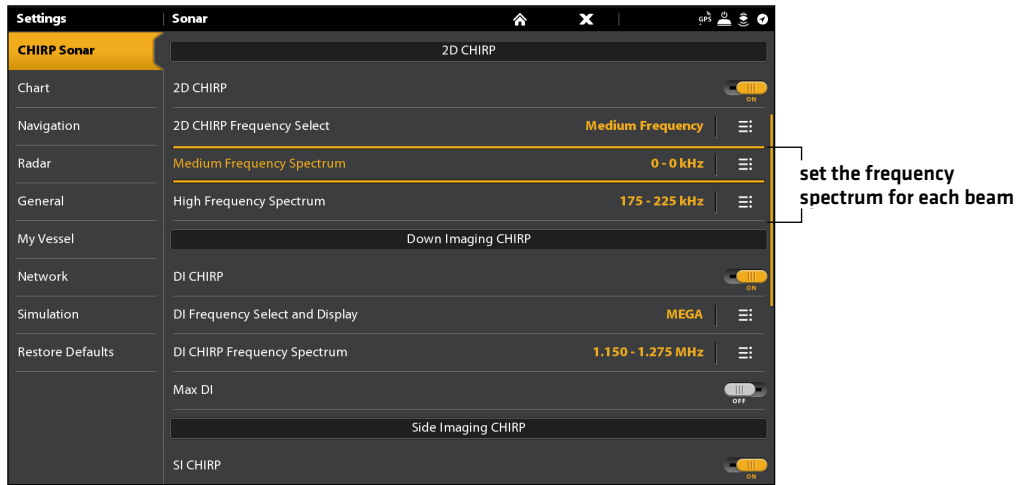 Settings
Sonar
GPS
CHIRP Sonar
2D CHIRP
Chart
2D CHIRP
ON
Navigation
2D CHIRP Frequency Select
Medium Frequency
Radar
Medium Frequency Spectrum
0 - 0 kHz
set the frequency
spectrum for each beam
General
High Frequency Spectrum
175 - 225 kHz
My Vessel
Down Imaging CHIRP
Network
DI CHIRP
ON
Simulation
DI Frequency Select and Display
MEGA
Restore Defaults
DI CHIRP Frequency Spectrum
1.150 - 1.275 MHz
Max DI
OFF
Side Imaging CHIRP
SI CHIRP
ON